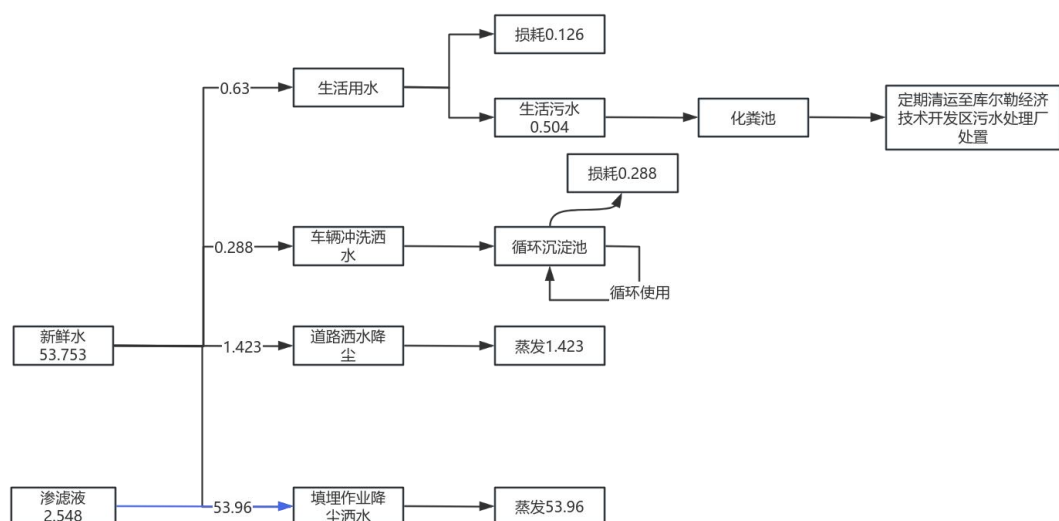 损耗0.126
0.63
生活用水
生活污水
0.504
化粪池
定期清运至库尔勒经济
技术开发区污水处理厂
处置
损耗0.288
0.288
车辆冲洗洒
水
循环沉淀池
循环使用
新鲜水
53.753
1.423
道路洒水降
尘
蒸发1.423
渗滤液
2.548
53.96
填埋作业降
尘洒水
蒸发53.96